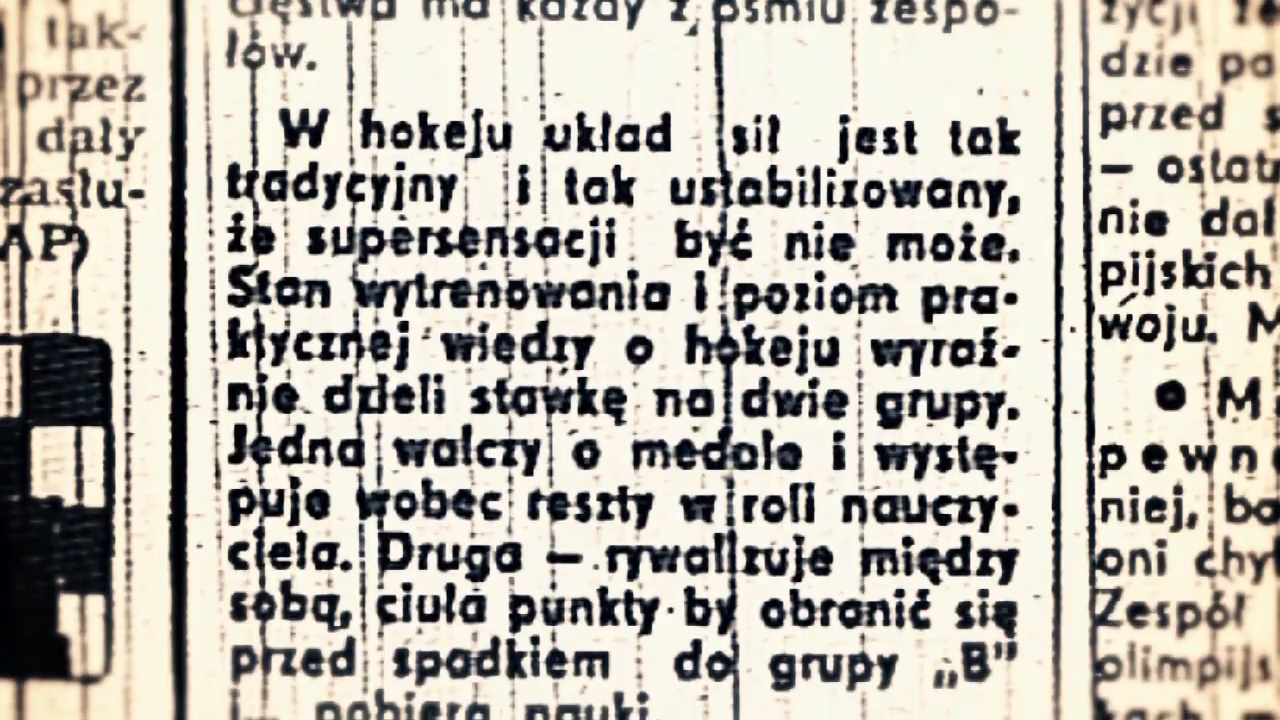 tak-
przez
dały
zasłu-
AP)
cięstwa ma każdy z ośmiu zespo-
łów.
W hokeju układ sił jest tak
tradycyjny i tak ustabilizowany,
że supersensacji być nie może.
Stan wytrenowania i poziom pra-
ktycznej wiedzy o hokeju wyraź-
nie dzieli stawkę na dwie grupy.
Jedna walczy o medale i wystę-
puje wobec reszty w roli nauczy-
ciela. Druga — rywalizuje między
sobą, ciuła punkty by obronić się
przed spadkiem do grupy „B"
i pobiera nauki.
życji ze
dzie pa
przed s
— ostat
nie dal
pijskich
woju. M
● M
pewn
niej, ba
oni chy
Zespół
olimpijs